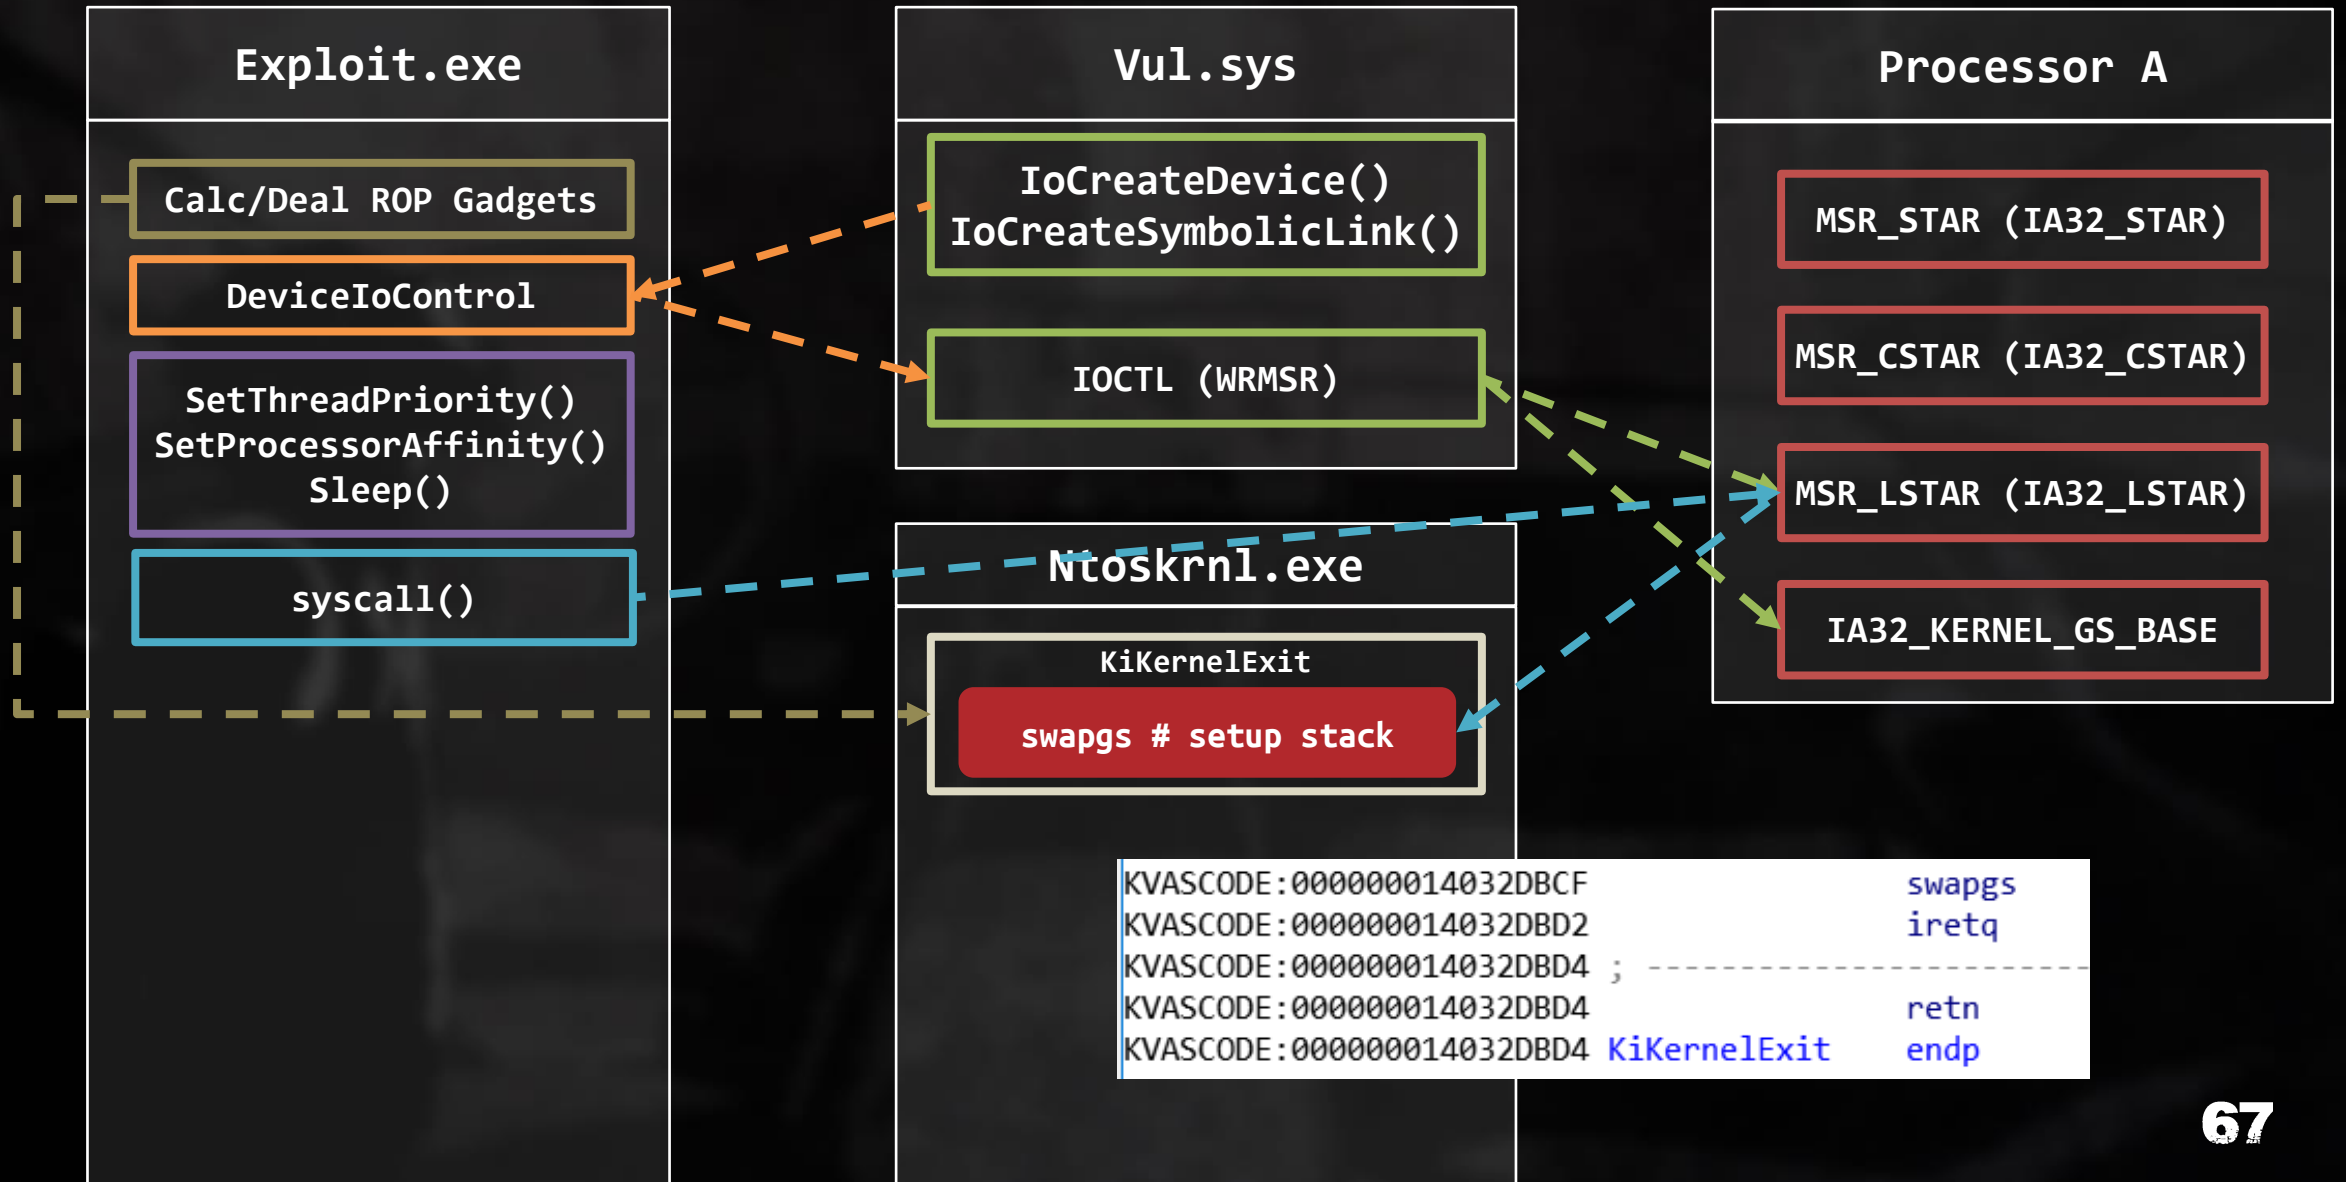 Exploit.exe
Calc/Deal ROP Gadgets
DeviceIoControl
SetThreadPriority()
SetProcessorAffinity()
Sleep()
syscall()
Vul.sys
IoCreateDevice()
IoCreateSymbolicLink()
IOCTL (WRMSR)
Ntoskrnl.exe
KiKernelExit
swapgs # setup stack
Processor A
MSR_STAR (IA32_STAR)
MSR_CSTAR (IA32_CSTAR)
MSR_LSTAR (IA32_LSTAR)
IA32_KERNEL_GS_BASE
KVASCODE:000000014032DBCF swapgs
KVASCODE:000000014032DBD2 iretq
KVASCODE:000000014032DBD4 ; ------------------------
KVASCODE:000000014032DBD4 retn
KVASCODE:000000014032DBD4 KiKernelExit endp
67